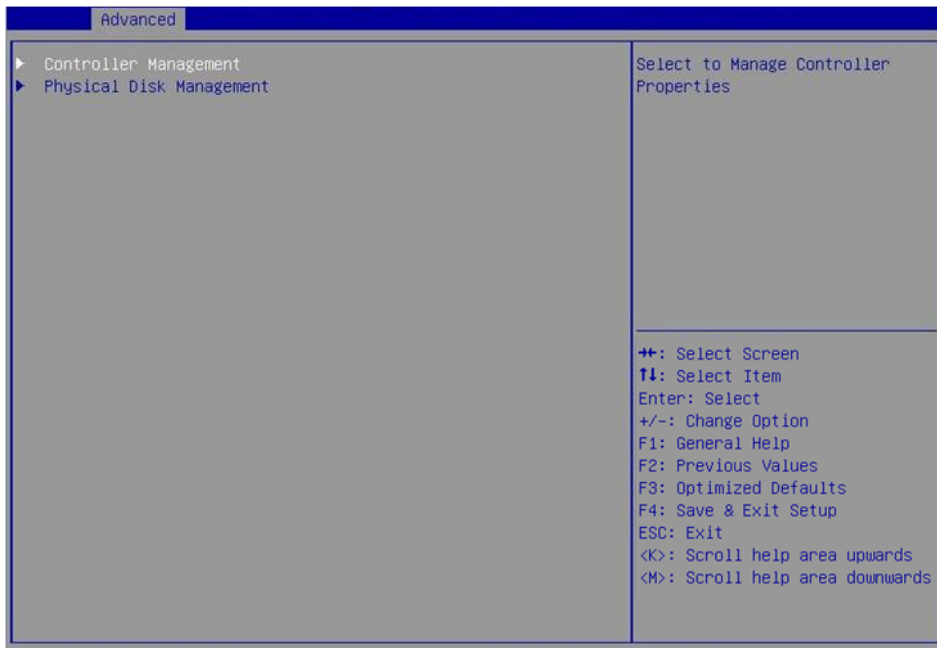 Advanced
Controller Management
Physical Disk Management
Select to Manage Controller
Properties
→←: Select Screen
↑↓: Select Item
Enter: Select
+/-: Change Option
F1: General Help
F2: Previous Values
F3: Optimized Defaults
F4: Save & Exit Setup
ESC: Exit
<K>: Scroll help area upwards
<M>: Scroll help area downwards